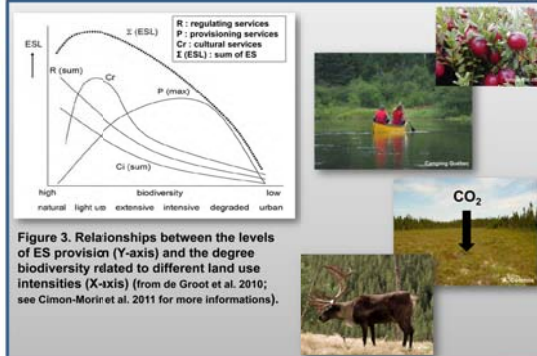 ESL
Σ (ESL)
R : regulating services
P : provisioning services
Cr : cultural services
Σ (ESL) : sum of ES
R (sum)
Cr
P (max)
Ci (sum)
high biodiversity low
natural light use extensive intensive degraded urban
Figure 3. Relationships between the levels
of ES provision (Y-axis) and the degree
biodiversity related to different land use
intensities (X-axis) (from de Groot et al. 2010;
see Cimon-Morin et al. 2011 for more informations).
Camping Québec
CO₂